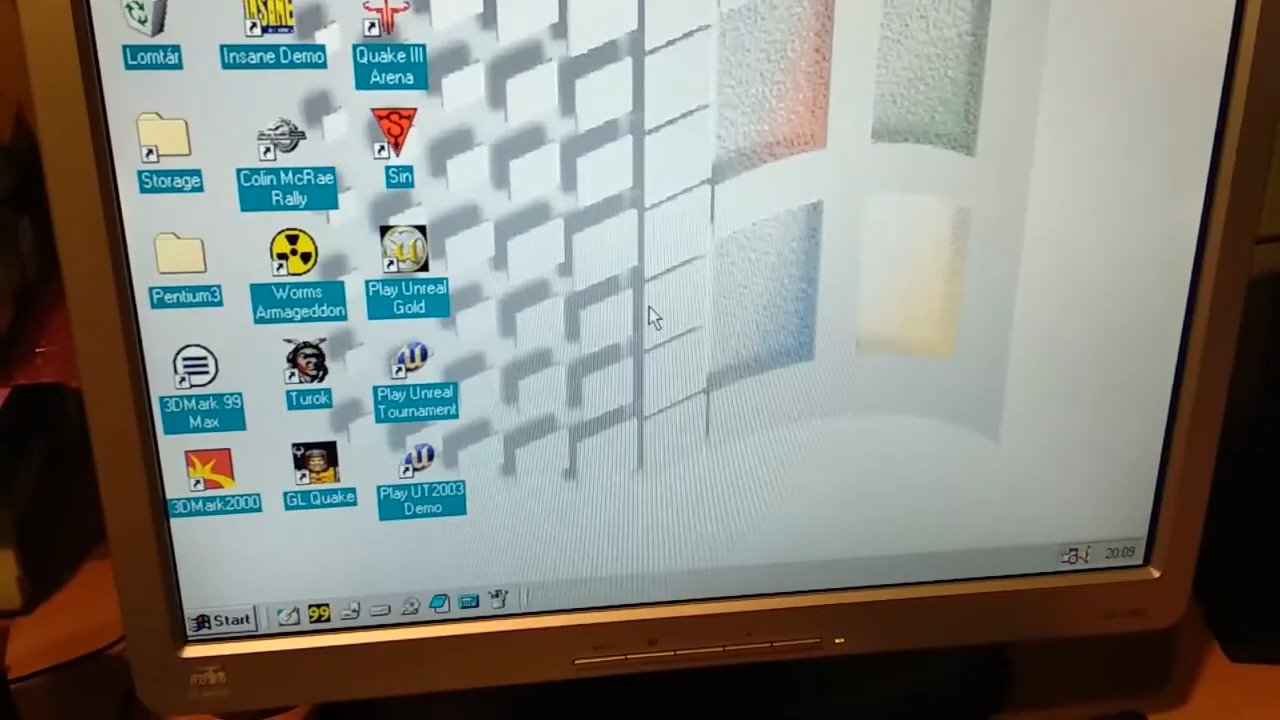 Lomtár
Insane Demo
Quake III
Arena
Storage
Colin McRae
Rally
Sin
Pentium3
Worms
Armageddon
Play Unreal
Gold
3DMark 99
Max
Turok
Play Unreal
Tournament
3DMark2000
GL Quake
Play UT2003
Demo
Start
99
20:09